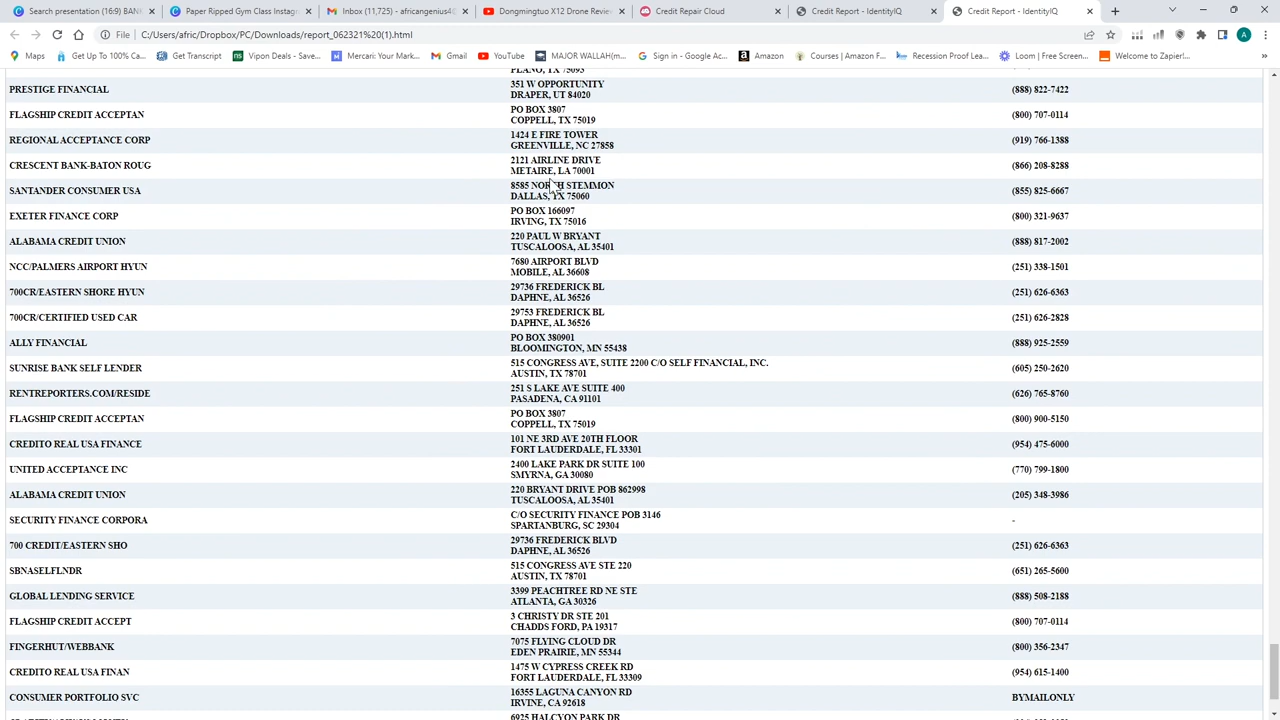 Search presentation (16:9) BAN
Paper Ripped Gym Class Instag
Inbox (11,725) - africangenius4
Dongmingtuo X12 Drone Revie
Credit Repair Cloud
Credit Report - IdentityIQ
Credit Report - IdentityIQ
File C:/Users/afric/Dropbox/PC/Downloads/report_062321%20(1).html
A
Maps
Get Up To 10% Cas...
Get Transcript
Vipon Deals - Save...
Mercari: Your Mark...
Gmail
YouTube
MAJOR WALLAH(m...
Sign in - Google Ac...
Amazon
Courses / Amazon F...
Recession Proof Lea...
Loom | Free Screen...
Welcome to Zapier!...
»
PLANO, TX 75093
PRESTIGE FINANCIAL
351 W OPPORTUNITY
DRAPER, UT 84020
(888) 822-7422
FLAGSHIP CREDIT ACCEPTAN
PO BOX 3807
COPPELL, TX 75019
(800) 707-0114
REGIONAL ACCEPTANCE CORP
1424 E FIRE TOWER
GREENVILLE, NC 27858
(919) 766-1388
CRESCENT BANK-BATON ROUG
2121 AIRLINE DRIVE
METAIRE, LA 70001
(866) 208-8288
SANTANDER CONSUMER USA
8585 NORTH STEMMON
DALLAS, TX 75060
(855) 825-6667
EXETER FINANCE CORP
PO BOX 166097
IRVING, TX 75016
(800) 321-9637
ALABAMA CREDIT UNION
220 PAUL W BRYANT
TUSCALOOSA, AL 35401
(888) 817-2002
NCC/PALMERS AIRPORT HYUN
7680 AIRPORT BLVD
MOBILE, AL 36608
(251) 338-1501
700CR/EASTERN SHORE HYUN
29736 FREDERICK BL
DAPHNE, AL 36526
(251) 626-6363
700CR/CERTIFIED USED CAR
29753 FREDERICK BL
DAPHNE, AL 36526
(251) 626-2828
ALLY FINANCIAL
PO BOX 380901
BLOOMINGTON, MN 55438
(888) 925-2559
SUNRISE BANK SELF LENDER
515 CONGRESS AVE, SUITE 2200 C/O SELF FINANCIAL, INC.
AUSTIN, TX 78701
(605) 250-2620
RENTREPORTERS.COM/RESIDE
251 S LAKE AVE SUITE 400
PASADENA, CA 91101
(626) 765-8760
FLAGSHIP CREDIT ACCEPTAN
PO BOX 3807
COPPELL, TX 75019
(800) 900-5150
CREDITO REAL USA FINANCE
101 NE 3RD AVE 20TH FLOOR
FORT LAUDERDALE, FL 33301
(954) 475-6000
UNITED ACCEPTANCE INC
2400 LAKE PARK DR SUITE 100
SMYRNA, GA 30080
(770) 799-1800
ALABAMA CREDIT UNION
220 BRYANT DRIVE POB 862998
TUSCALOOSA, AL 35401
(205) 348-3986
SECURITY FINANCE CORPORA
C/O SECURITY FINANCE POB 3146
SPARTANBURG, SC 29304
-
700 CREDIT/EASTERN SHO
29736 FREDERICK BLVD
DAPHNE, AL 36526
(251) 626-6363
SBNASELFLNDR
515 CONGRESS AVE STE 220
AUSTIN, TX 78701
(651) 265-5600
GLOBAL LENDING SERVICE
3399 PEACHTREE RD NE STE
ATLANTA, GA 30326
(888) 508-2188
FLAGSHIP CREDIT ACCEPT
3 CHRISTY DR STE 201
CHADDS FORD, PA 19317
(800) 707-0114
FINGERHUT/WEBBANK
7075 FLYING CLOUD DR
EDEN PRAIRIE, MN 55344
(800) 356-2347
CREDITO REAL USA FINAN
1475 W CYPRESS CREEK RD
FORT LAUDERDALE, FL 33309
(954) 615-1400
CONSUMER PORTFOLIO SVC
16355 LAGUNA CANYON RD
IRVINE, CA 92618
BYMAILONLY
6925 HALCYON PARK DR